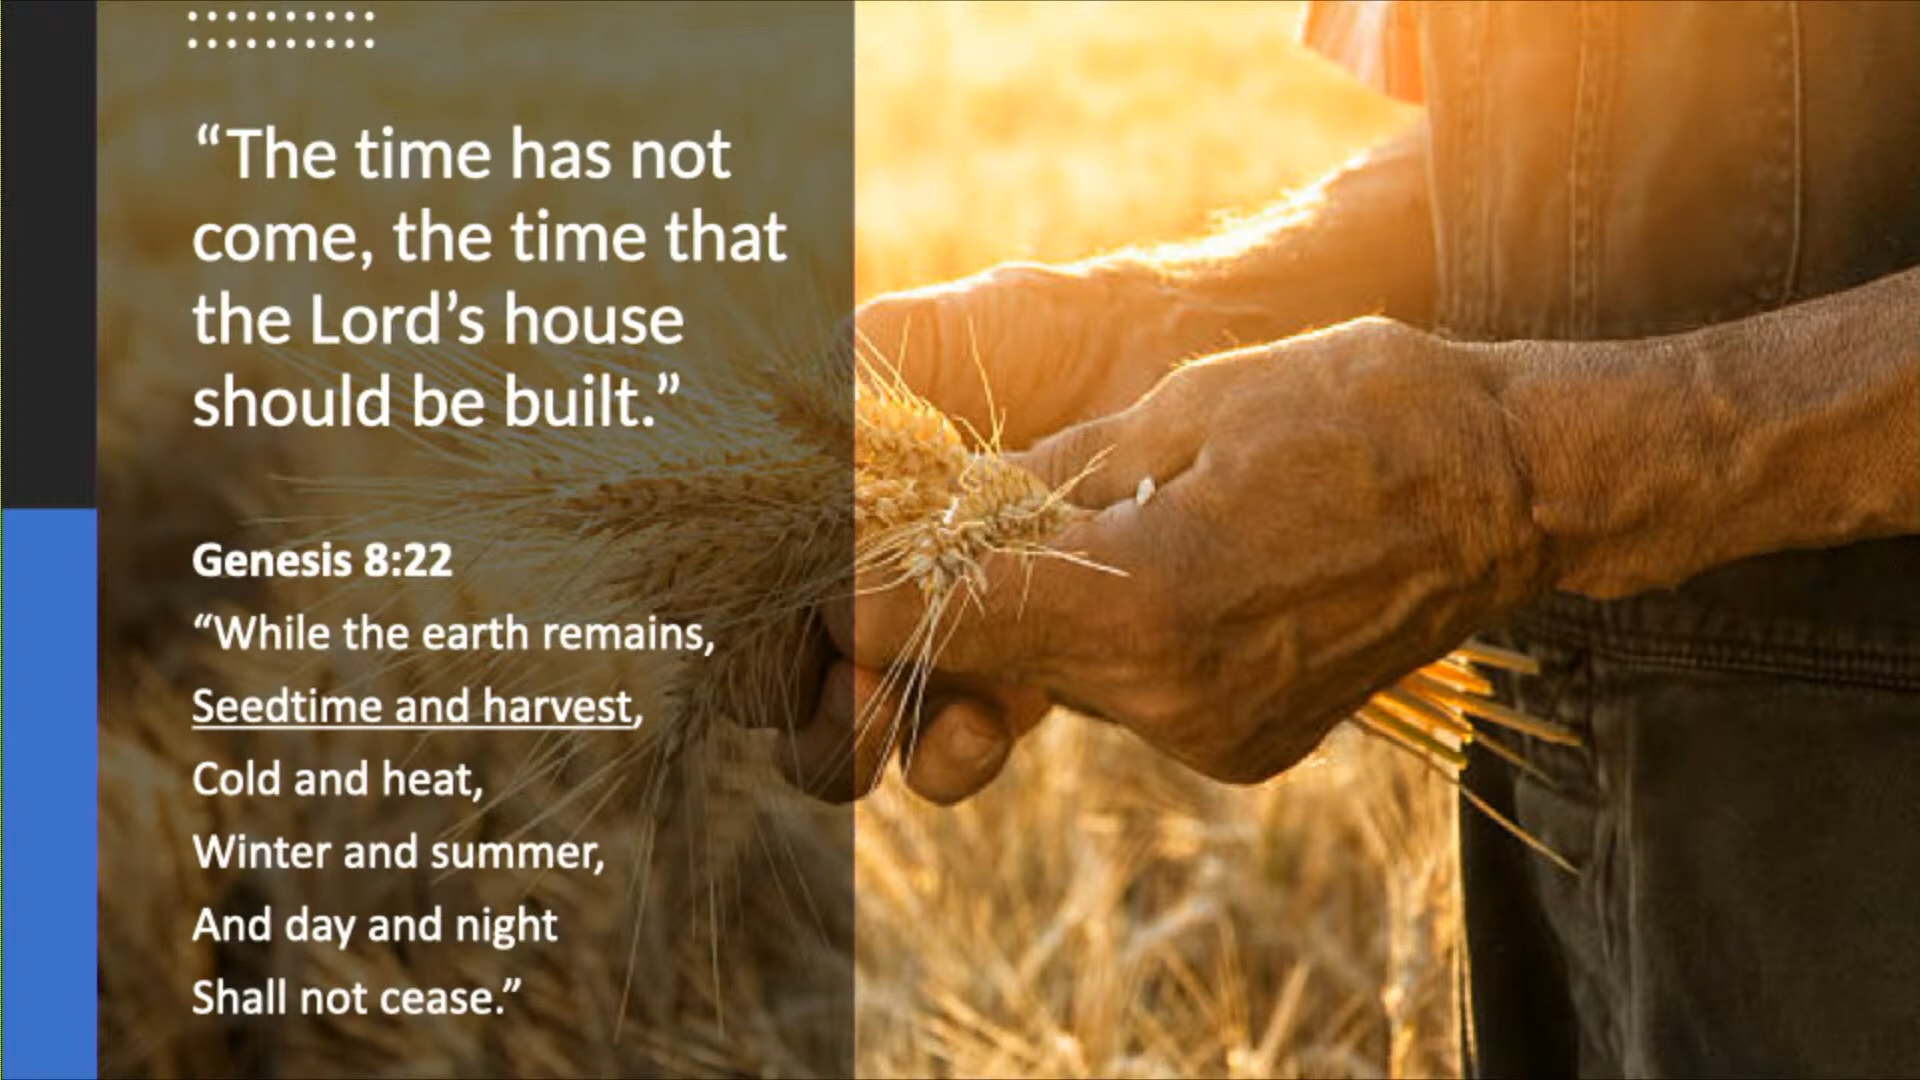 “The time has not
come, the time that
the Lord’s house
should be built.”
Genesis 8:22
“While the earth remains,
Seedtime and harvest,
Cold and heat,
Winter and summer,
And day and night
Shall not cease.”